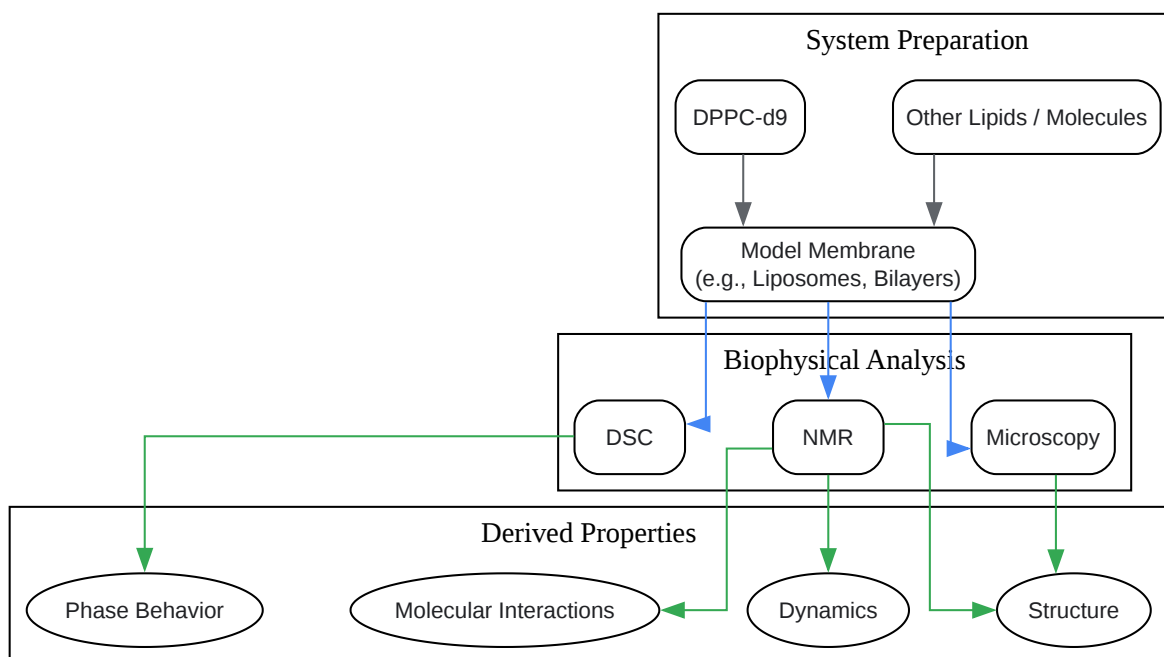 System Preparation
DPPC-d9
Other Lipids / Molecules
Model Membrane
(e.g., Liposomes, Bilayers)
Biophysical Analysis
DSC
NMR
Microscopy
Derived Properties
Phase Behavior
Molecular Interactions
Dynamics
Structure